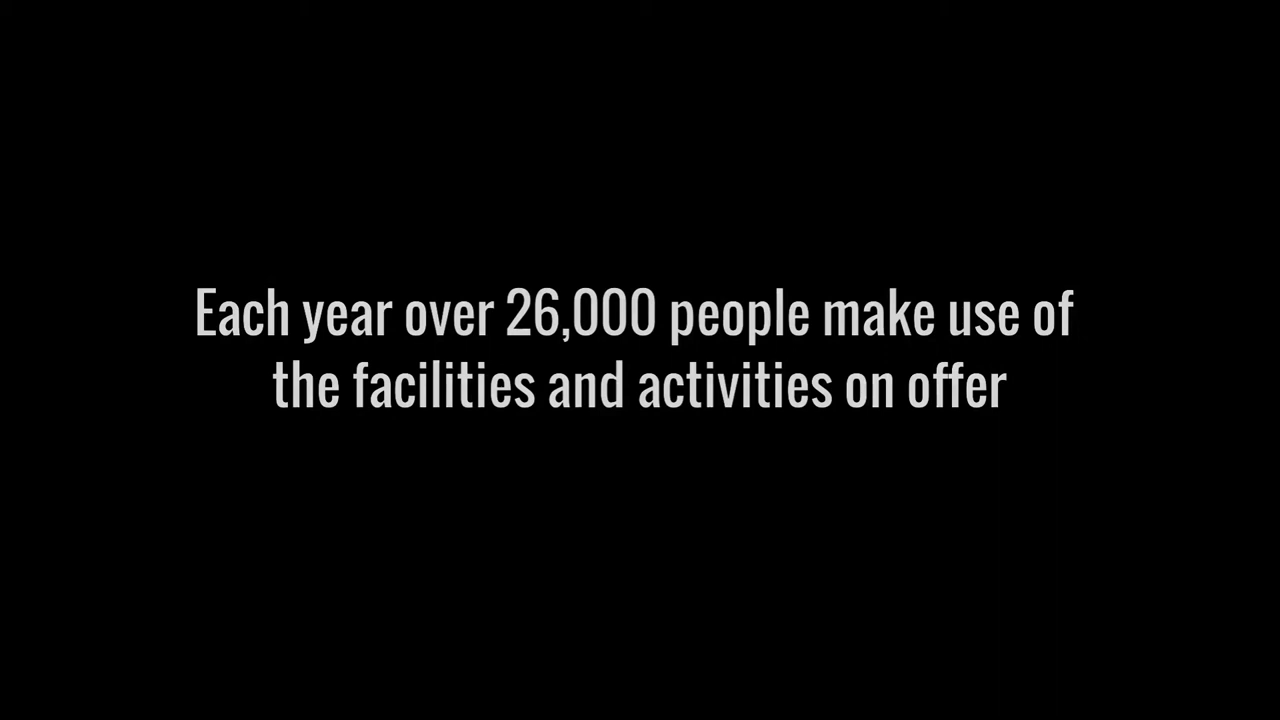 Each year over 26,000 people make use of
the facilities and activities on offer